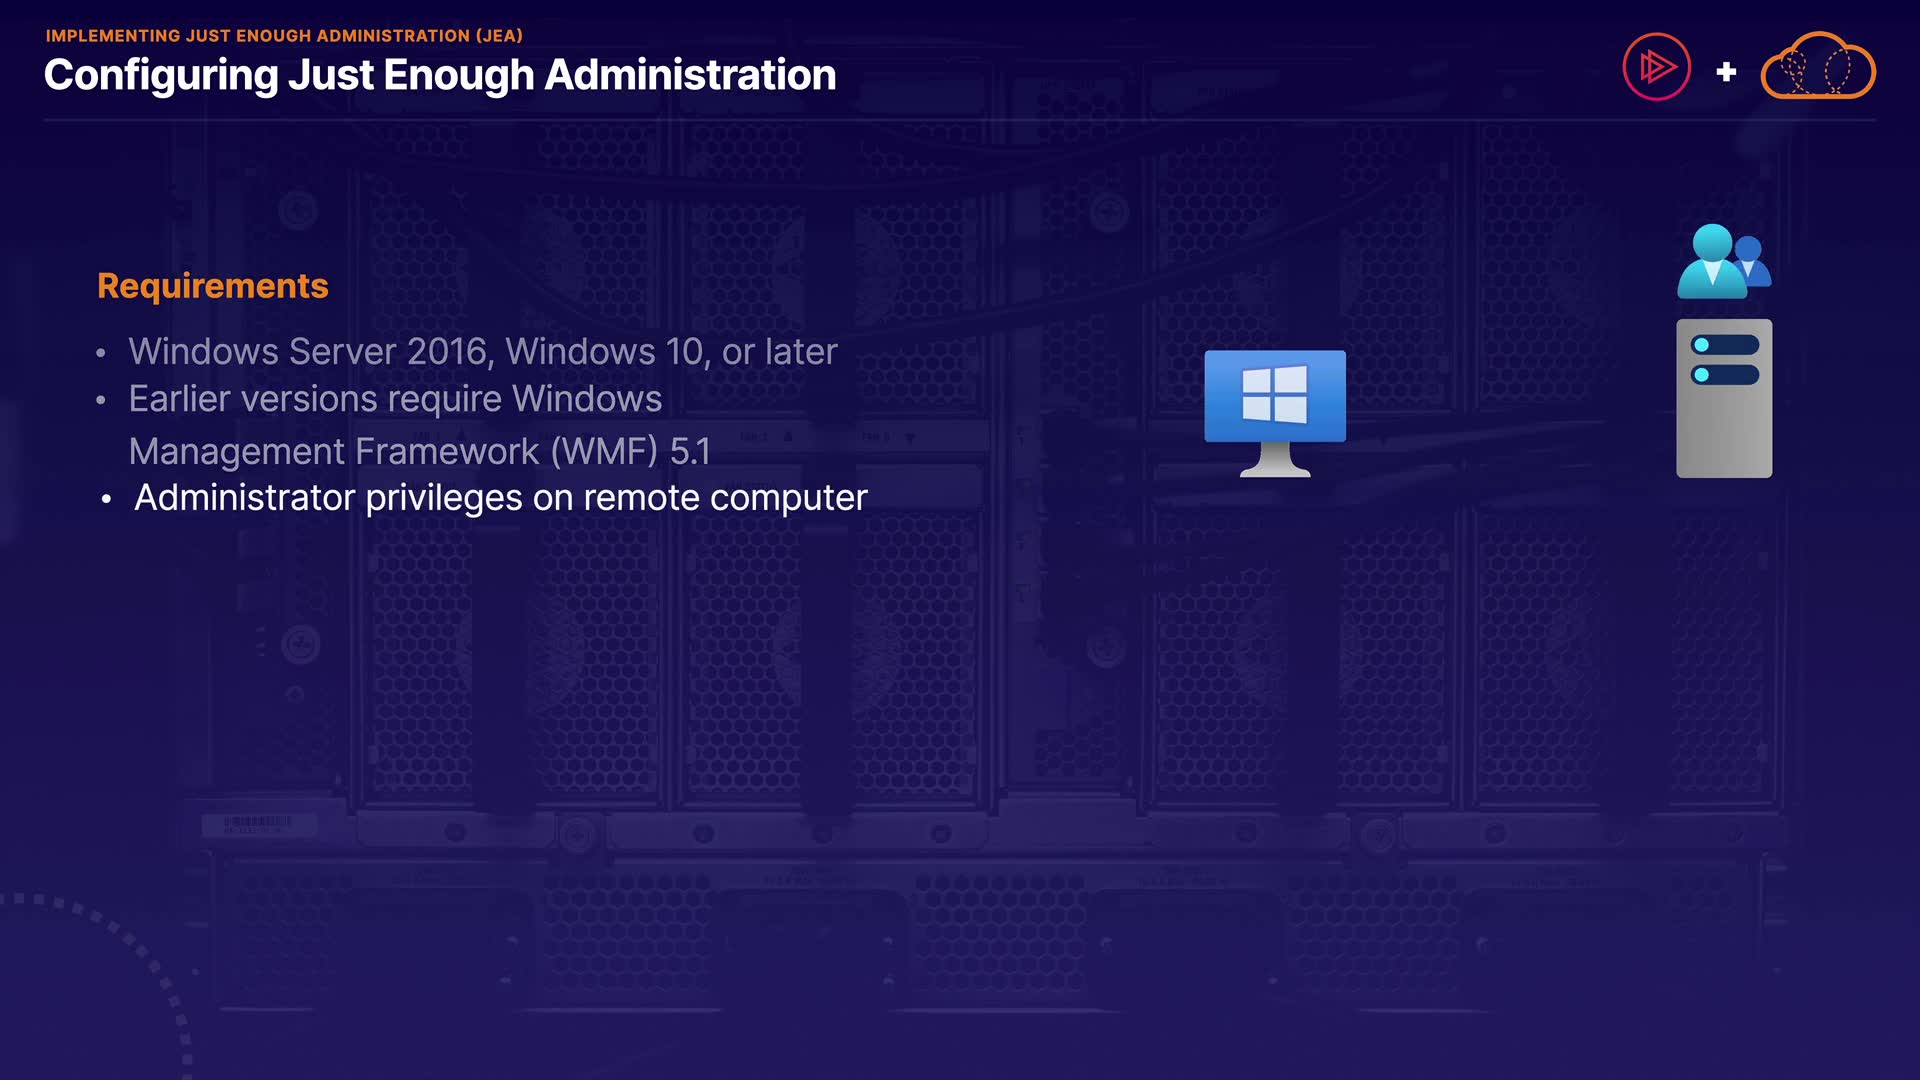 IMPLEMENTING JUST ENOUGH ADMINISTRATION (JEA)
Configuring Just Enough Administration
Requirements
• Windows Server 2016, Windows 10, or later
• Earlier versions require Windows
Management Framework (WMF) 5.1
• Administrator privileges on remote computer